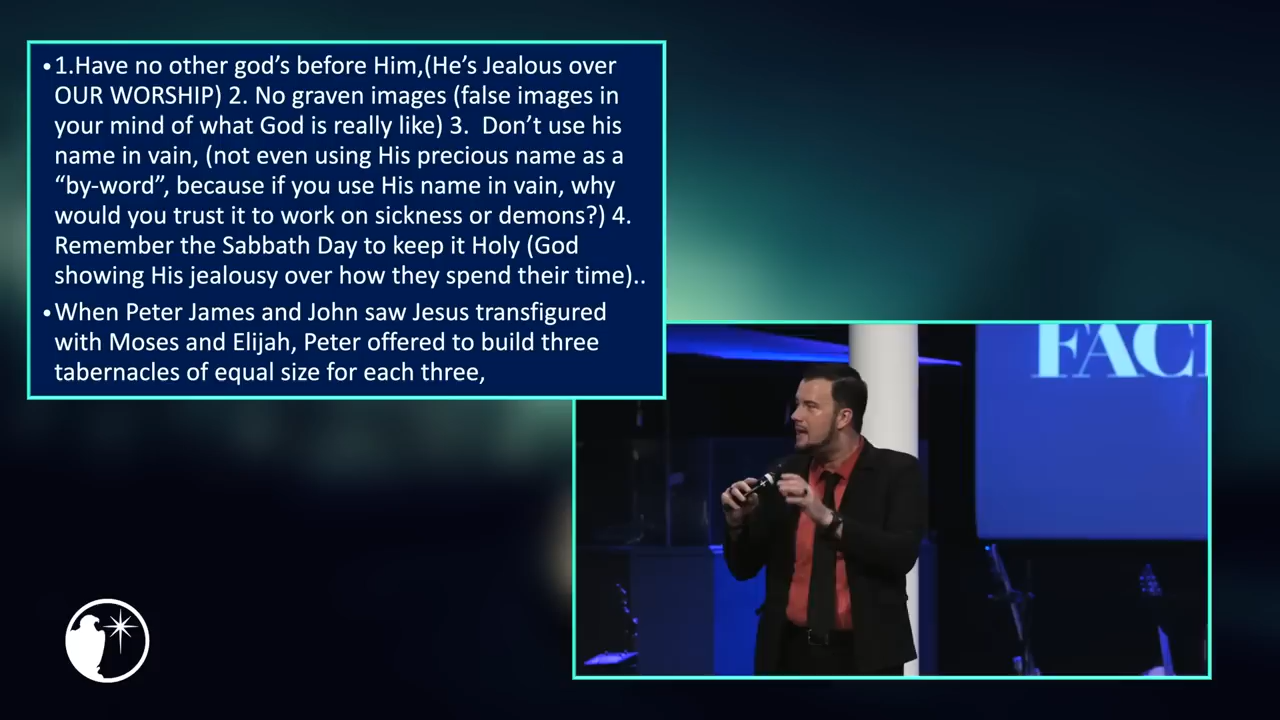 •1.Have no other god's before Him,(He's Jealous over
OUR WORSHIP) 2. No graven images (false images in
your mind of what God is really like) 3.  Don't use his
name in vain, (not even using His precious name as a
“by-word”, because if you use His name in vain, why
would you trust it to work on sickness or demons?) 4.
Remember the Sabbath Day to keep it Holy (God
showing His jealousy over how they spend their time)..
•When Peter James and John saw Jesus transfigured
with Moses and Elijah, Peter offered to build three
tabernacles of equal size for each three,